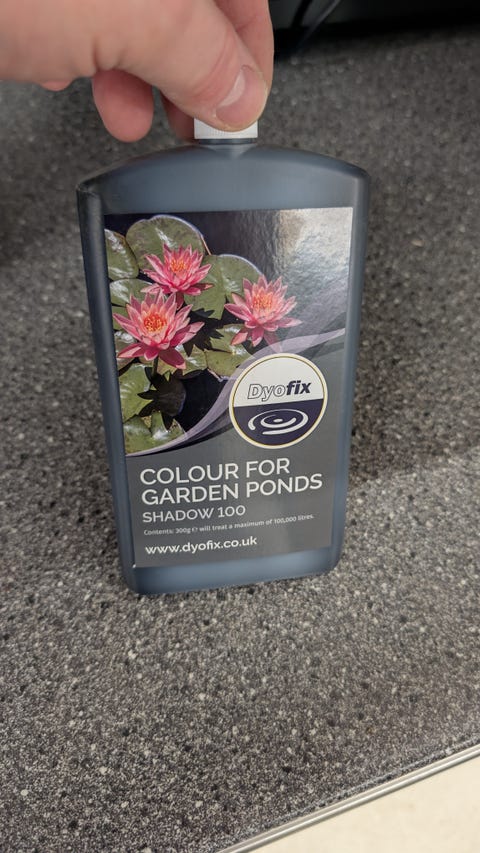 Dyofix
COLOUR FOR
GARDEN PONDS
SHADOW 100
Contents: 300g ℮ will treat a maximum of 100,000 litres.
www.dyofix.co.uk